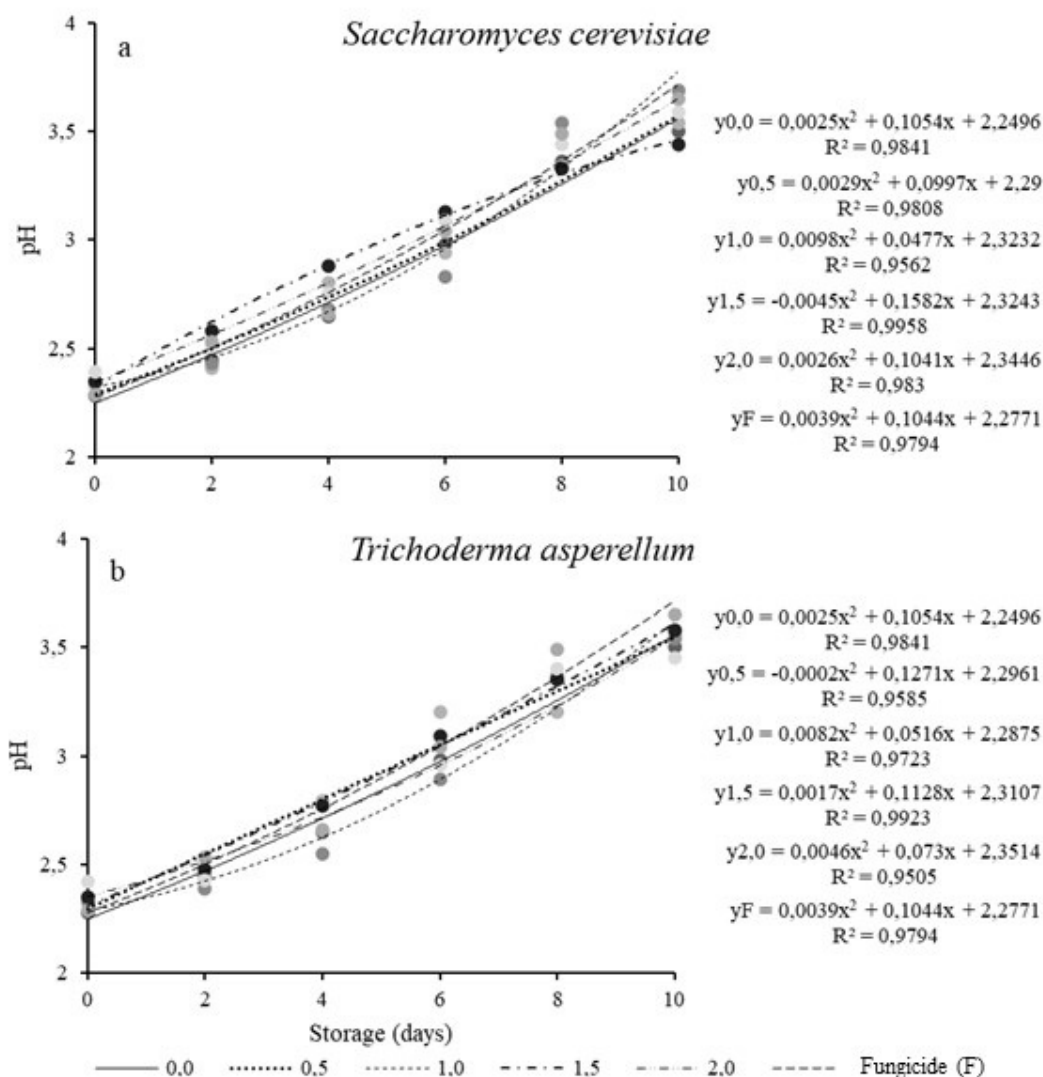 a
Saccharomyces cerevisiae
4
3,5
3
2,5
2
pH
0 2 4 6 8 10
y0,0 = 0,0025x² + 0,1054x + 2,2496
R² = 0,9841
y0,5 = 0,0029x² + 0,0997x + 2,29
R² = 0,9808
y1,0 = 0,0098x² + 0,0477x + 2,3232
R² = 0,9562
y1,5 = -0,0045x² + 0,1582x + 2,3243
R² = 0,9958
y2,0 = 0,0026x² + 0,1041x + 2,3446
R² = 0,983
yF = 0,0039x² + 0,1044x + 2,2771
R² = 0,9794
b
Trichoderma asperellum
4
3,5
3
2,5
2
pH
0 2 4 6 8 10
Storage (days)
y0,0 = 0,0025x² + 0,1054x + 2,2496
R² = 0,9841
y0,5 = -0,0002x² + 0,1271x + 2,2961
R² = 0,9585
y1,0 = 0,0082x² + 0,0516x + 2,2875
R² = 0,9723
y1,5 = 0,0017x² + 0,1128x + 2,3107
R² = 0,9923
y2,0 = 0,0046x² + 0,073x + 2,3514
R² = 0,9505
yF = 0,0039x² + 0,1044x + 2,2771
R² = 0,9794
0,0 0,5 1,0 1,5 2,0 Fungicide (F)